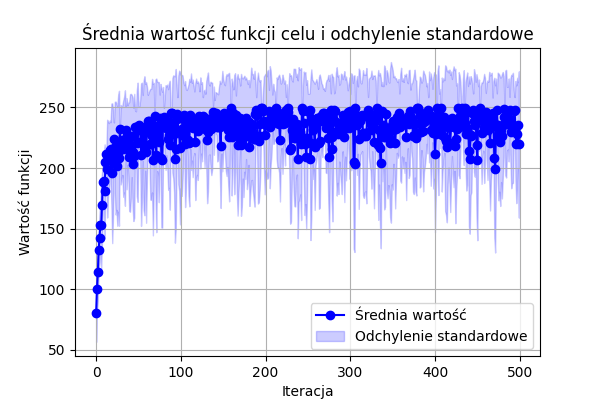 Średnia wartość funkcji celu i odchylenie standardowe
Wartość funkcji
250
200
150
100
50
0
100
200
300
400
500
Iteracja
Średnia wartość
Odchylenie standardowe